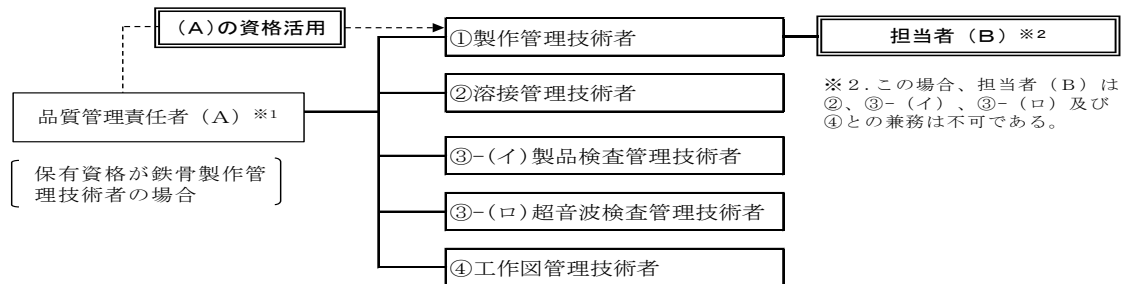 (A)の資格活用
①製作管理技術者
担当者（B）※2
②溶接管理技術者
※2.この場合、担当者（B）は
②、③-（イ）、③-（ロ）及び
④との兼務は不可である。
品質管理責任者（A）※1
③-(イ)製品検査管理技術者
保有資格が鉄骨製作管
理技術者の場合
③-(ロ)超音波検査管理技術者
④工作図管理技術者